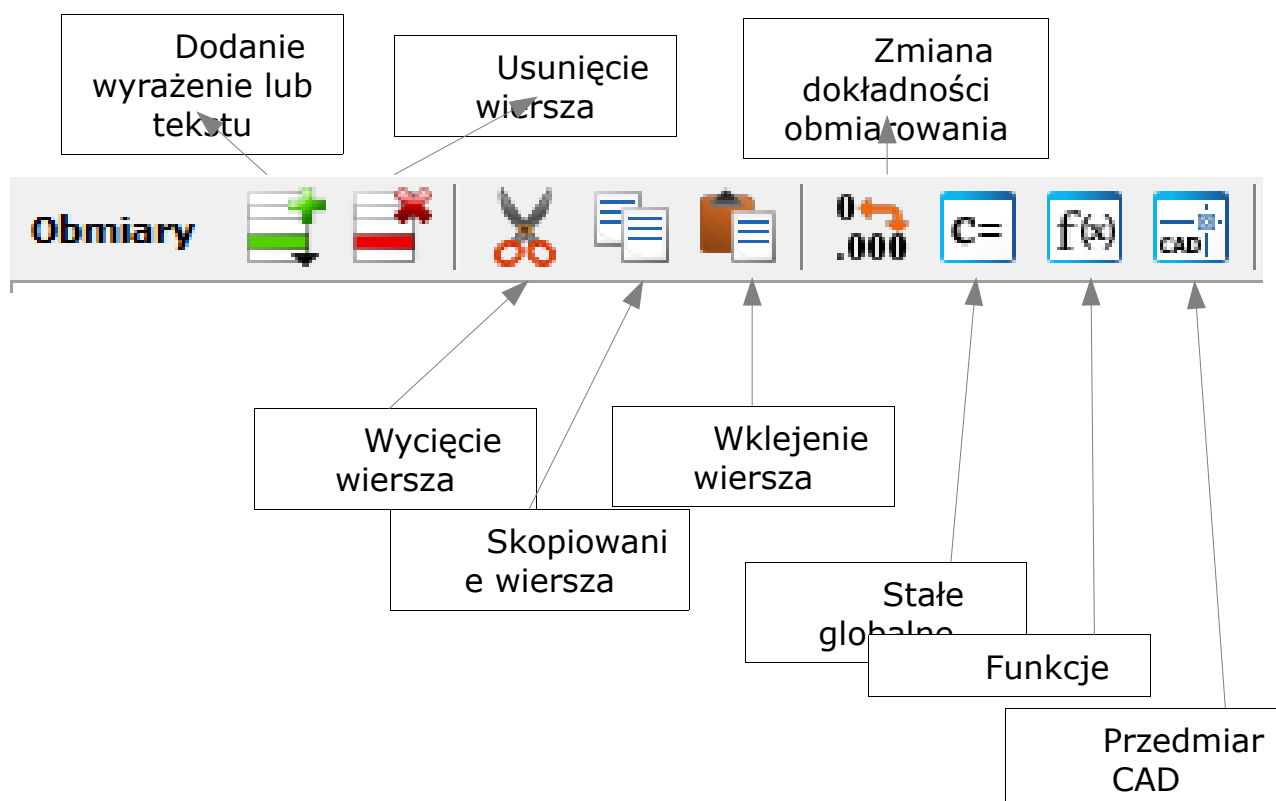 Dodanie
wyrażenie lub
tekstu
Usunięcie
wiersza
Zmiana
dokładności
obmiarowania
Obmiary
0
.000
C=
f(x)
CAD
Wycięcie
wiersza
Skopiowani
e wiersza
Wklejenie
wiersza
Stałe
globalne
Funkcje
Przedmiar
CAD